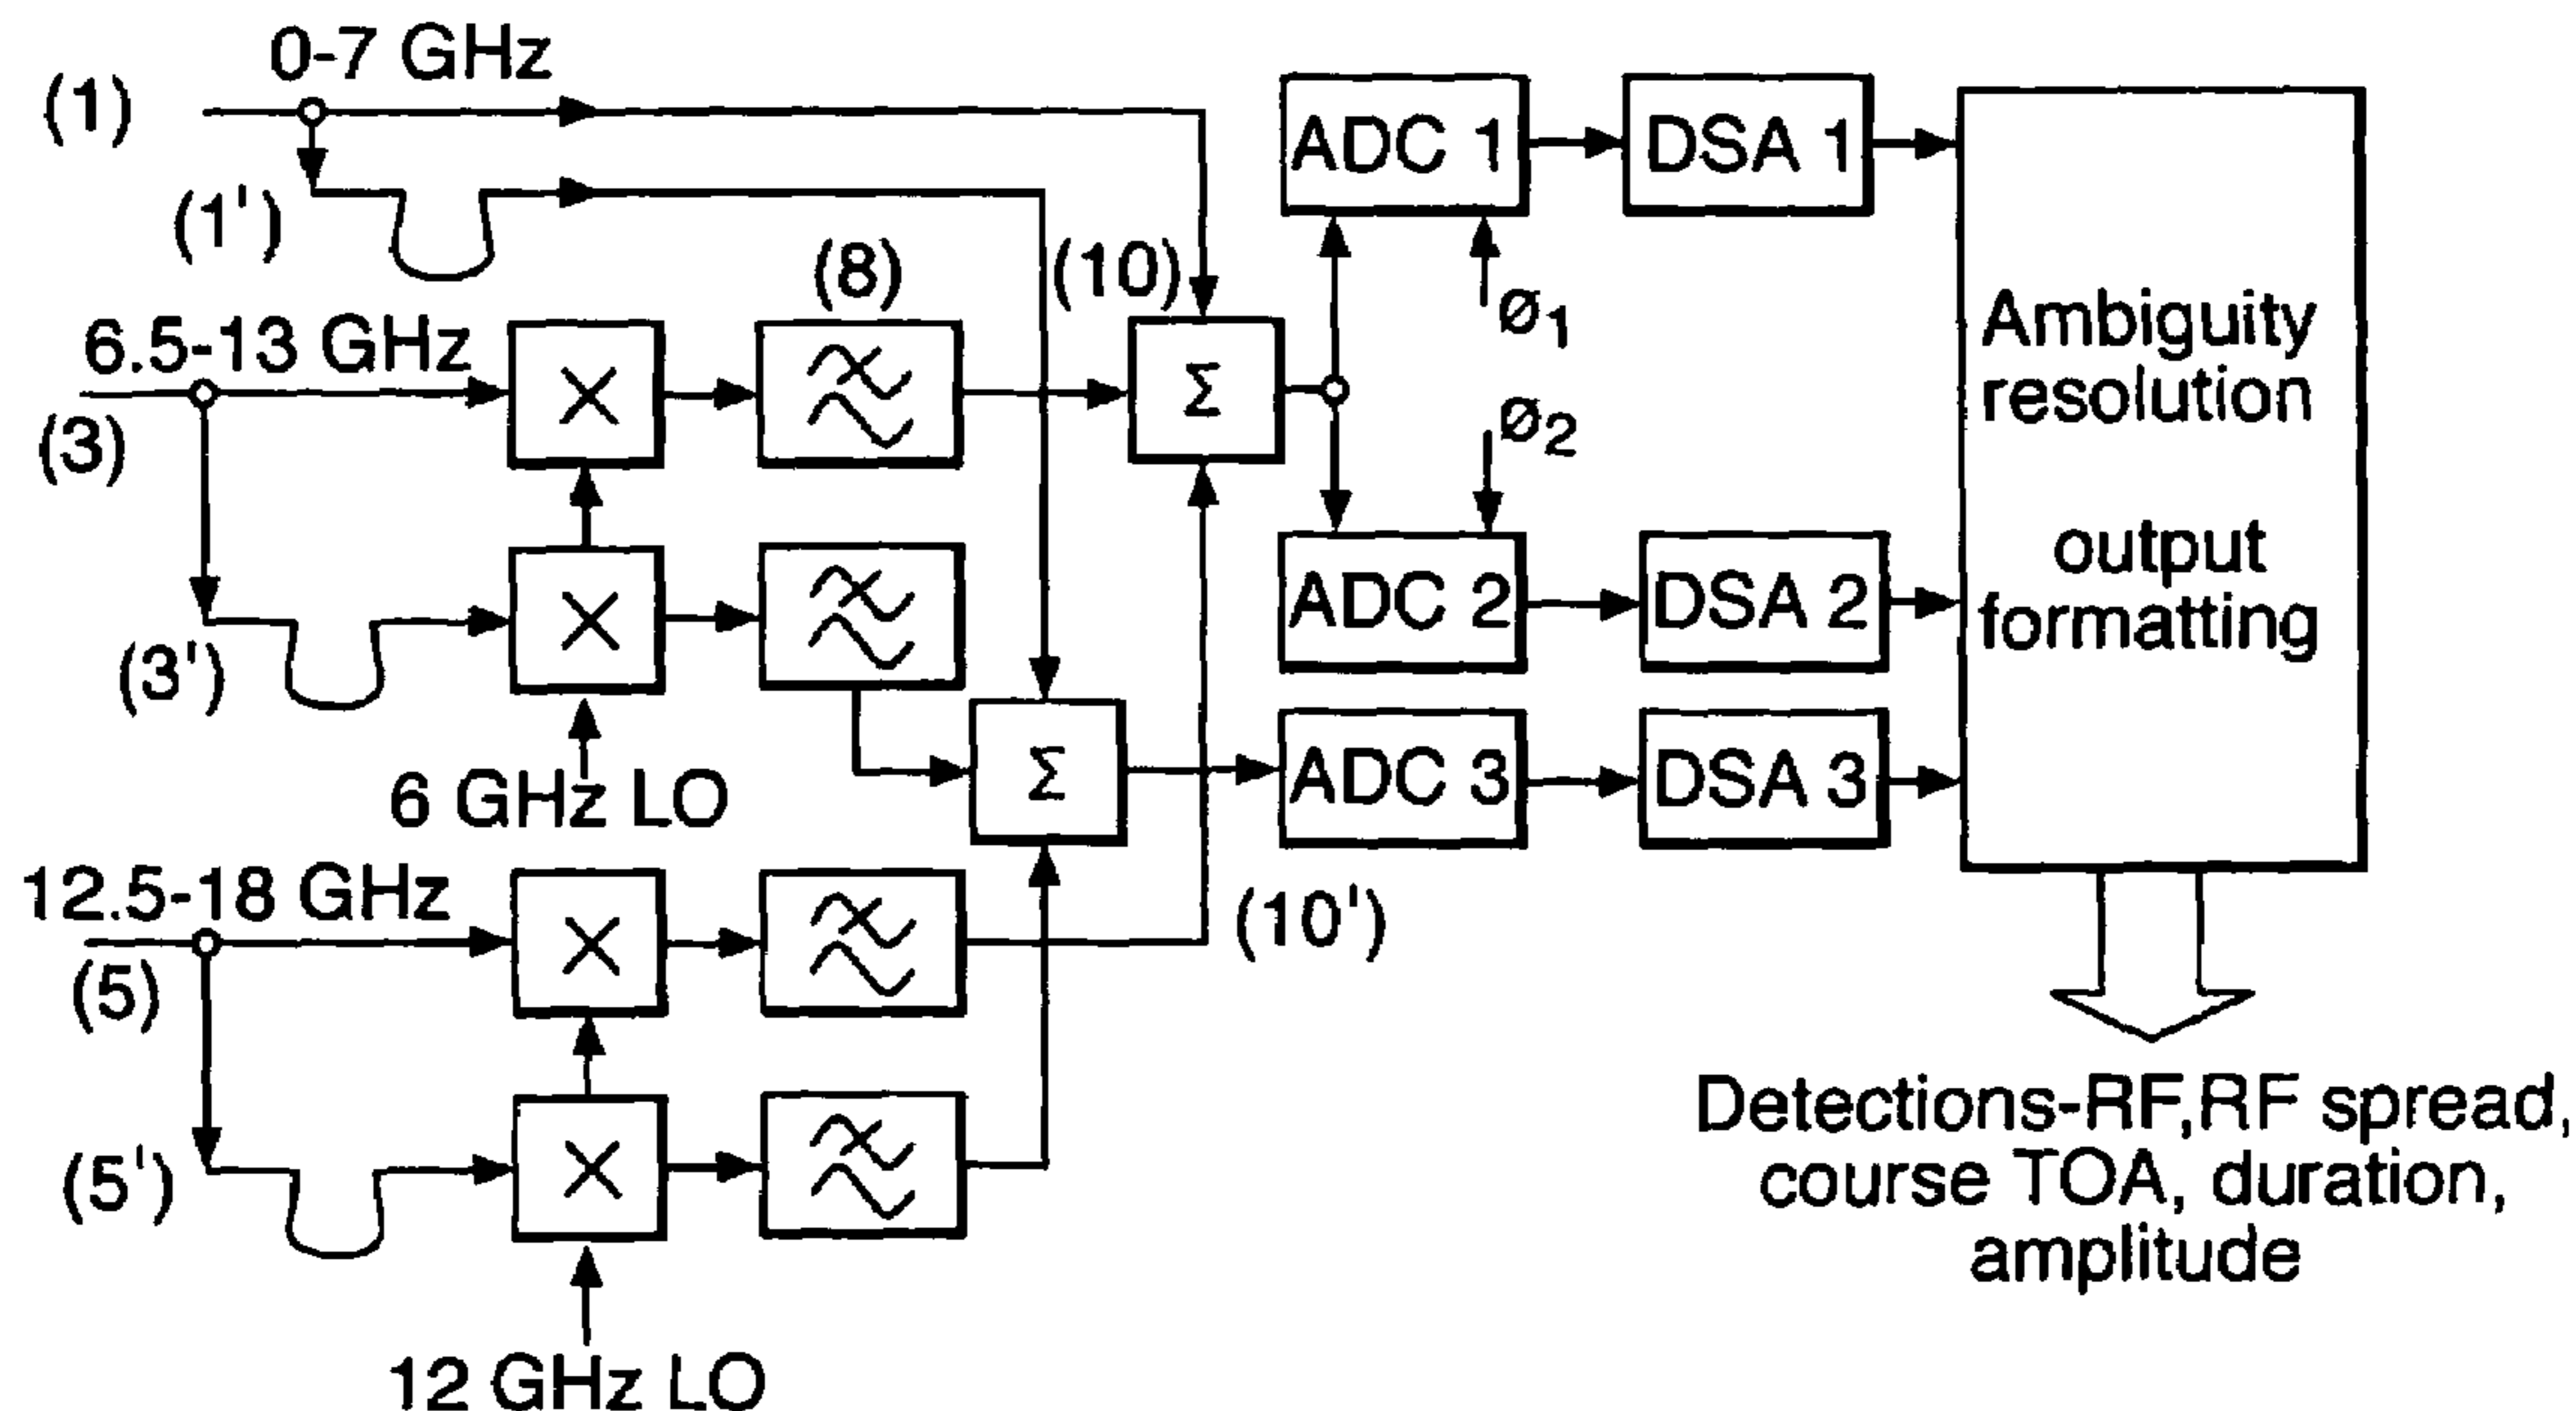 0-7 GHz
(1)
(1')
6.5-13 GHz
(3)
(3')
(8)
(10)
×
×
Σ
6 GHz LO
Σ
12.5-18 GHz
(5)
(5')
×
×
(10')
12 GHz LO
ADC 1
DSA 1
ø1
ø2
ADC 2
DSA 2
ADC 3
DSA 3
Ambiguity
resolution
output
formatting
Detections-RF,RF spread,
course TOA, duration,
amplitude